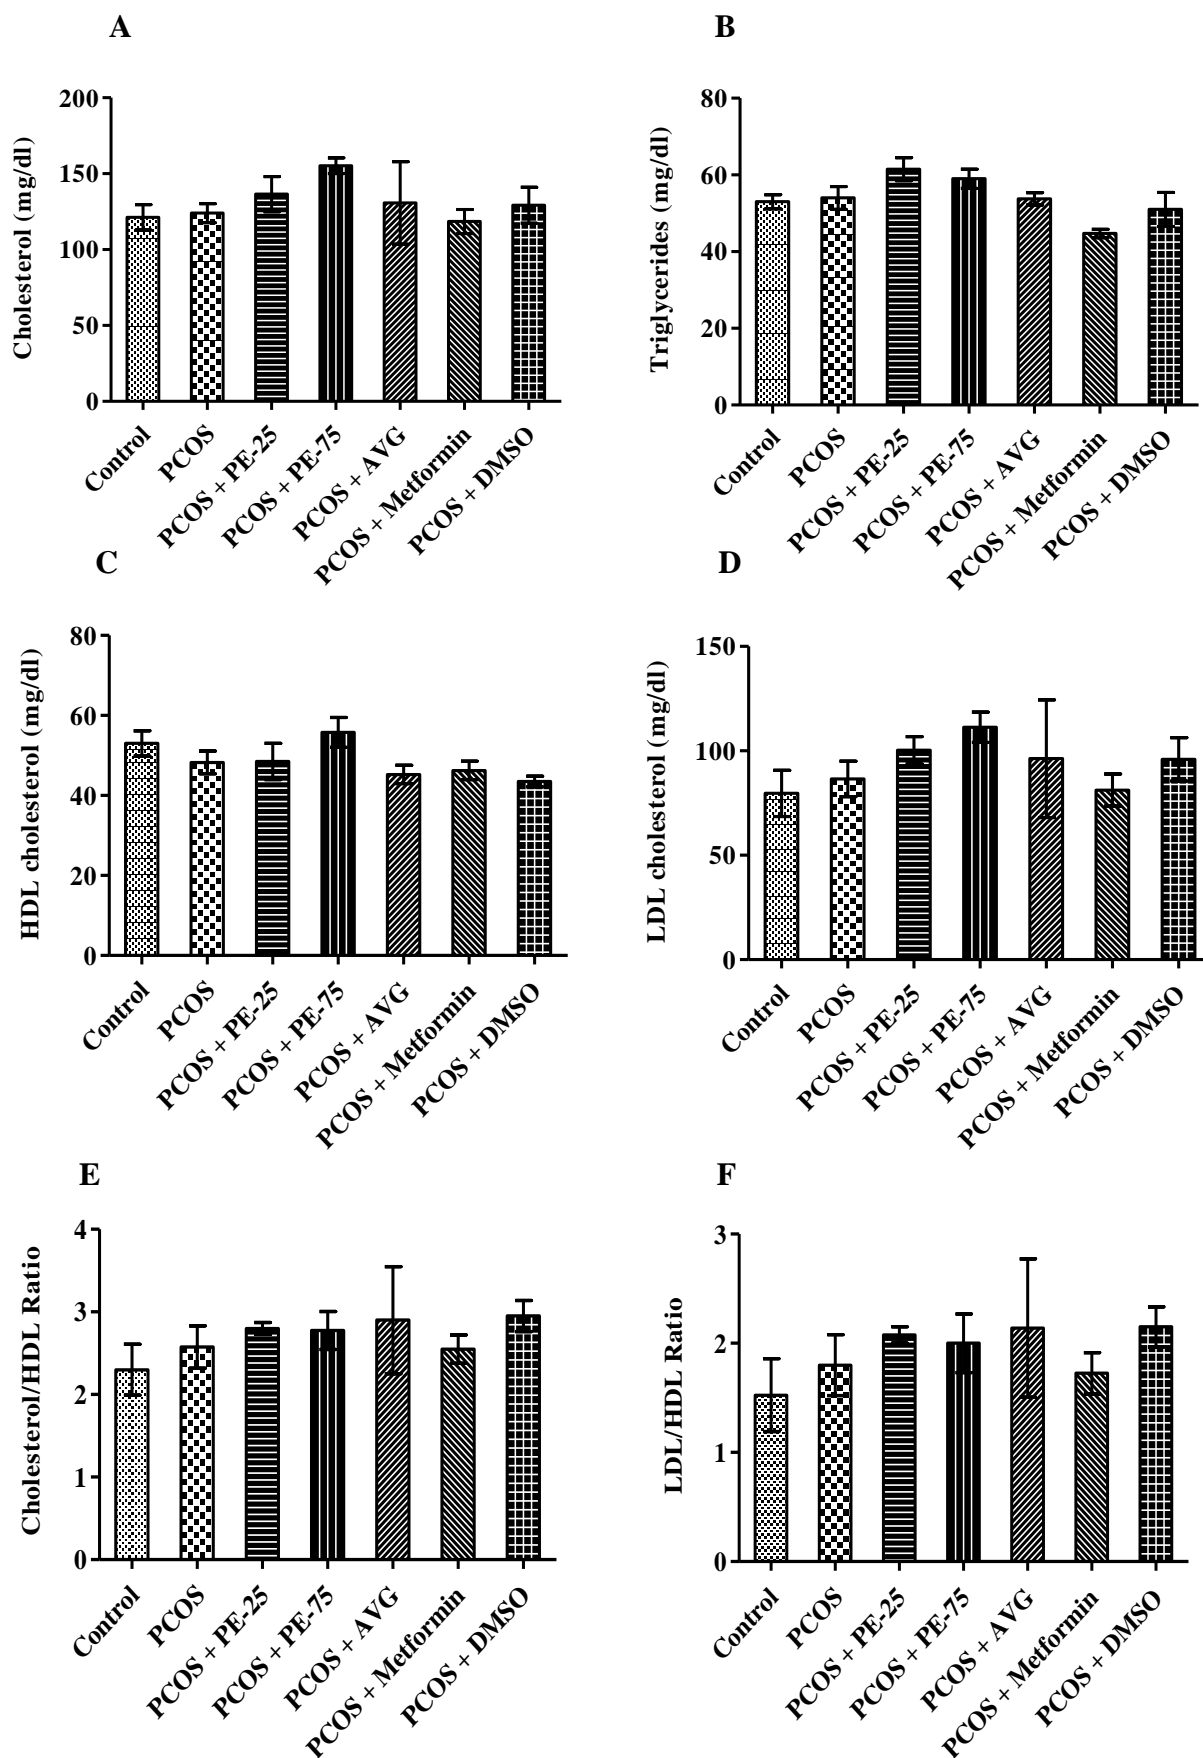 A
Cholesterol (mg/dl)
200
150
100
50
0
Control
PCOS
PCOS + PE-25
PCOS + PE-75
PCOS + AVG
PCOS + Metformin
PCOS + DMSO
B
Triglycerides (mg/dl)
80
60
40
20
0
Control
PCOS
PCOS + PE-25
PCOS + PE-75
PCOS + AVG
PCOS + Metformin
PCOS + DMSO
C
HDL cholesterol (mg/dl)
80
60
40
20
0
Control
PCOS
PCOS + PE-25
PCOS + PE-75
PCOS + AVG
PCOS + Metformin
PCOS + DMSO
D
LDL cholesterol (mg/dl)
150
100
50
0
Control
PCOS
PCOS + PE-25
PCOS + PE-75
PCOS + AVG
PCOS + Metformin
PCOS + DMSO
E
Cholesterol/HDL Ratio
4
3
2
1
0
Control
PCOS
PCOS + PE-25
PCOS + PE-75
PCOS + AVG
PCOS + Metformin
PCOS + DMSO
F
LDL/HDL Ratio
3
2
1
0
Control
PCOS
PCOS + PE-25
PCOS + PE-75
PCOS + AVG
PCOS + Metformin
PCOS + DMSO